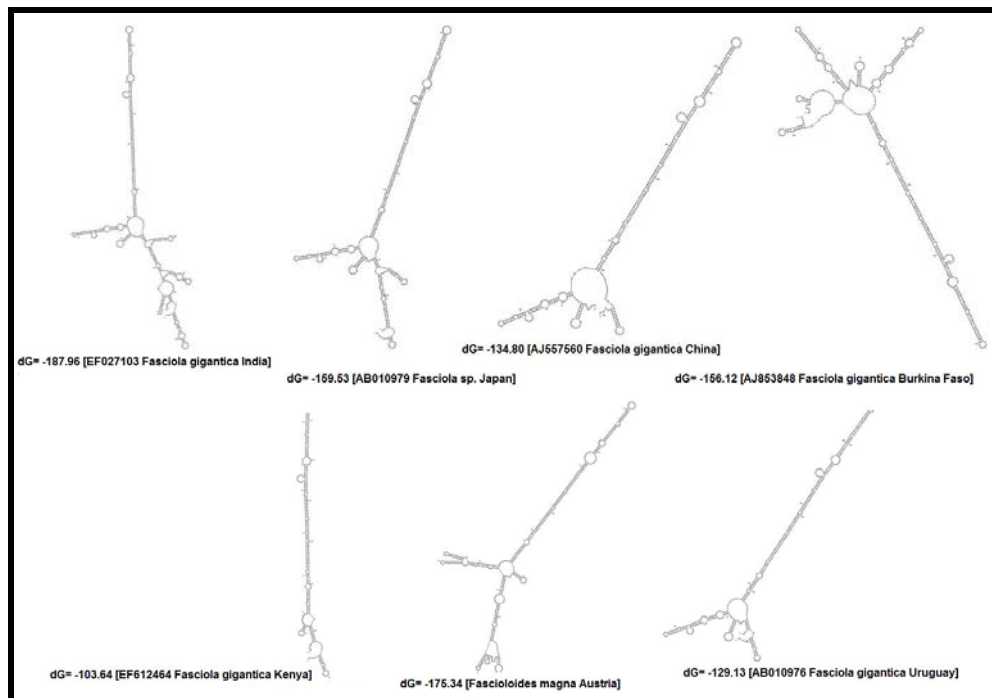 dG= -187.96 [EF027103 Fasciola gigantica India]
dG= -159.53 [AB010979 Fasciola sp. Japan]
dG= -134.80 [AJ557560 Fasciola gigantica China]
dG= -156.12 [AJ853848 Fasciola gigantica Burkina Faso]
dG= -103.64 [EF612464 Fasciola gigantica Kenya]
dG= -175.34 [Fascioloides magna Austria]
dG= -129.13 [AB010976 Fasciola gigantica Uruguay]